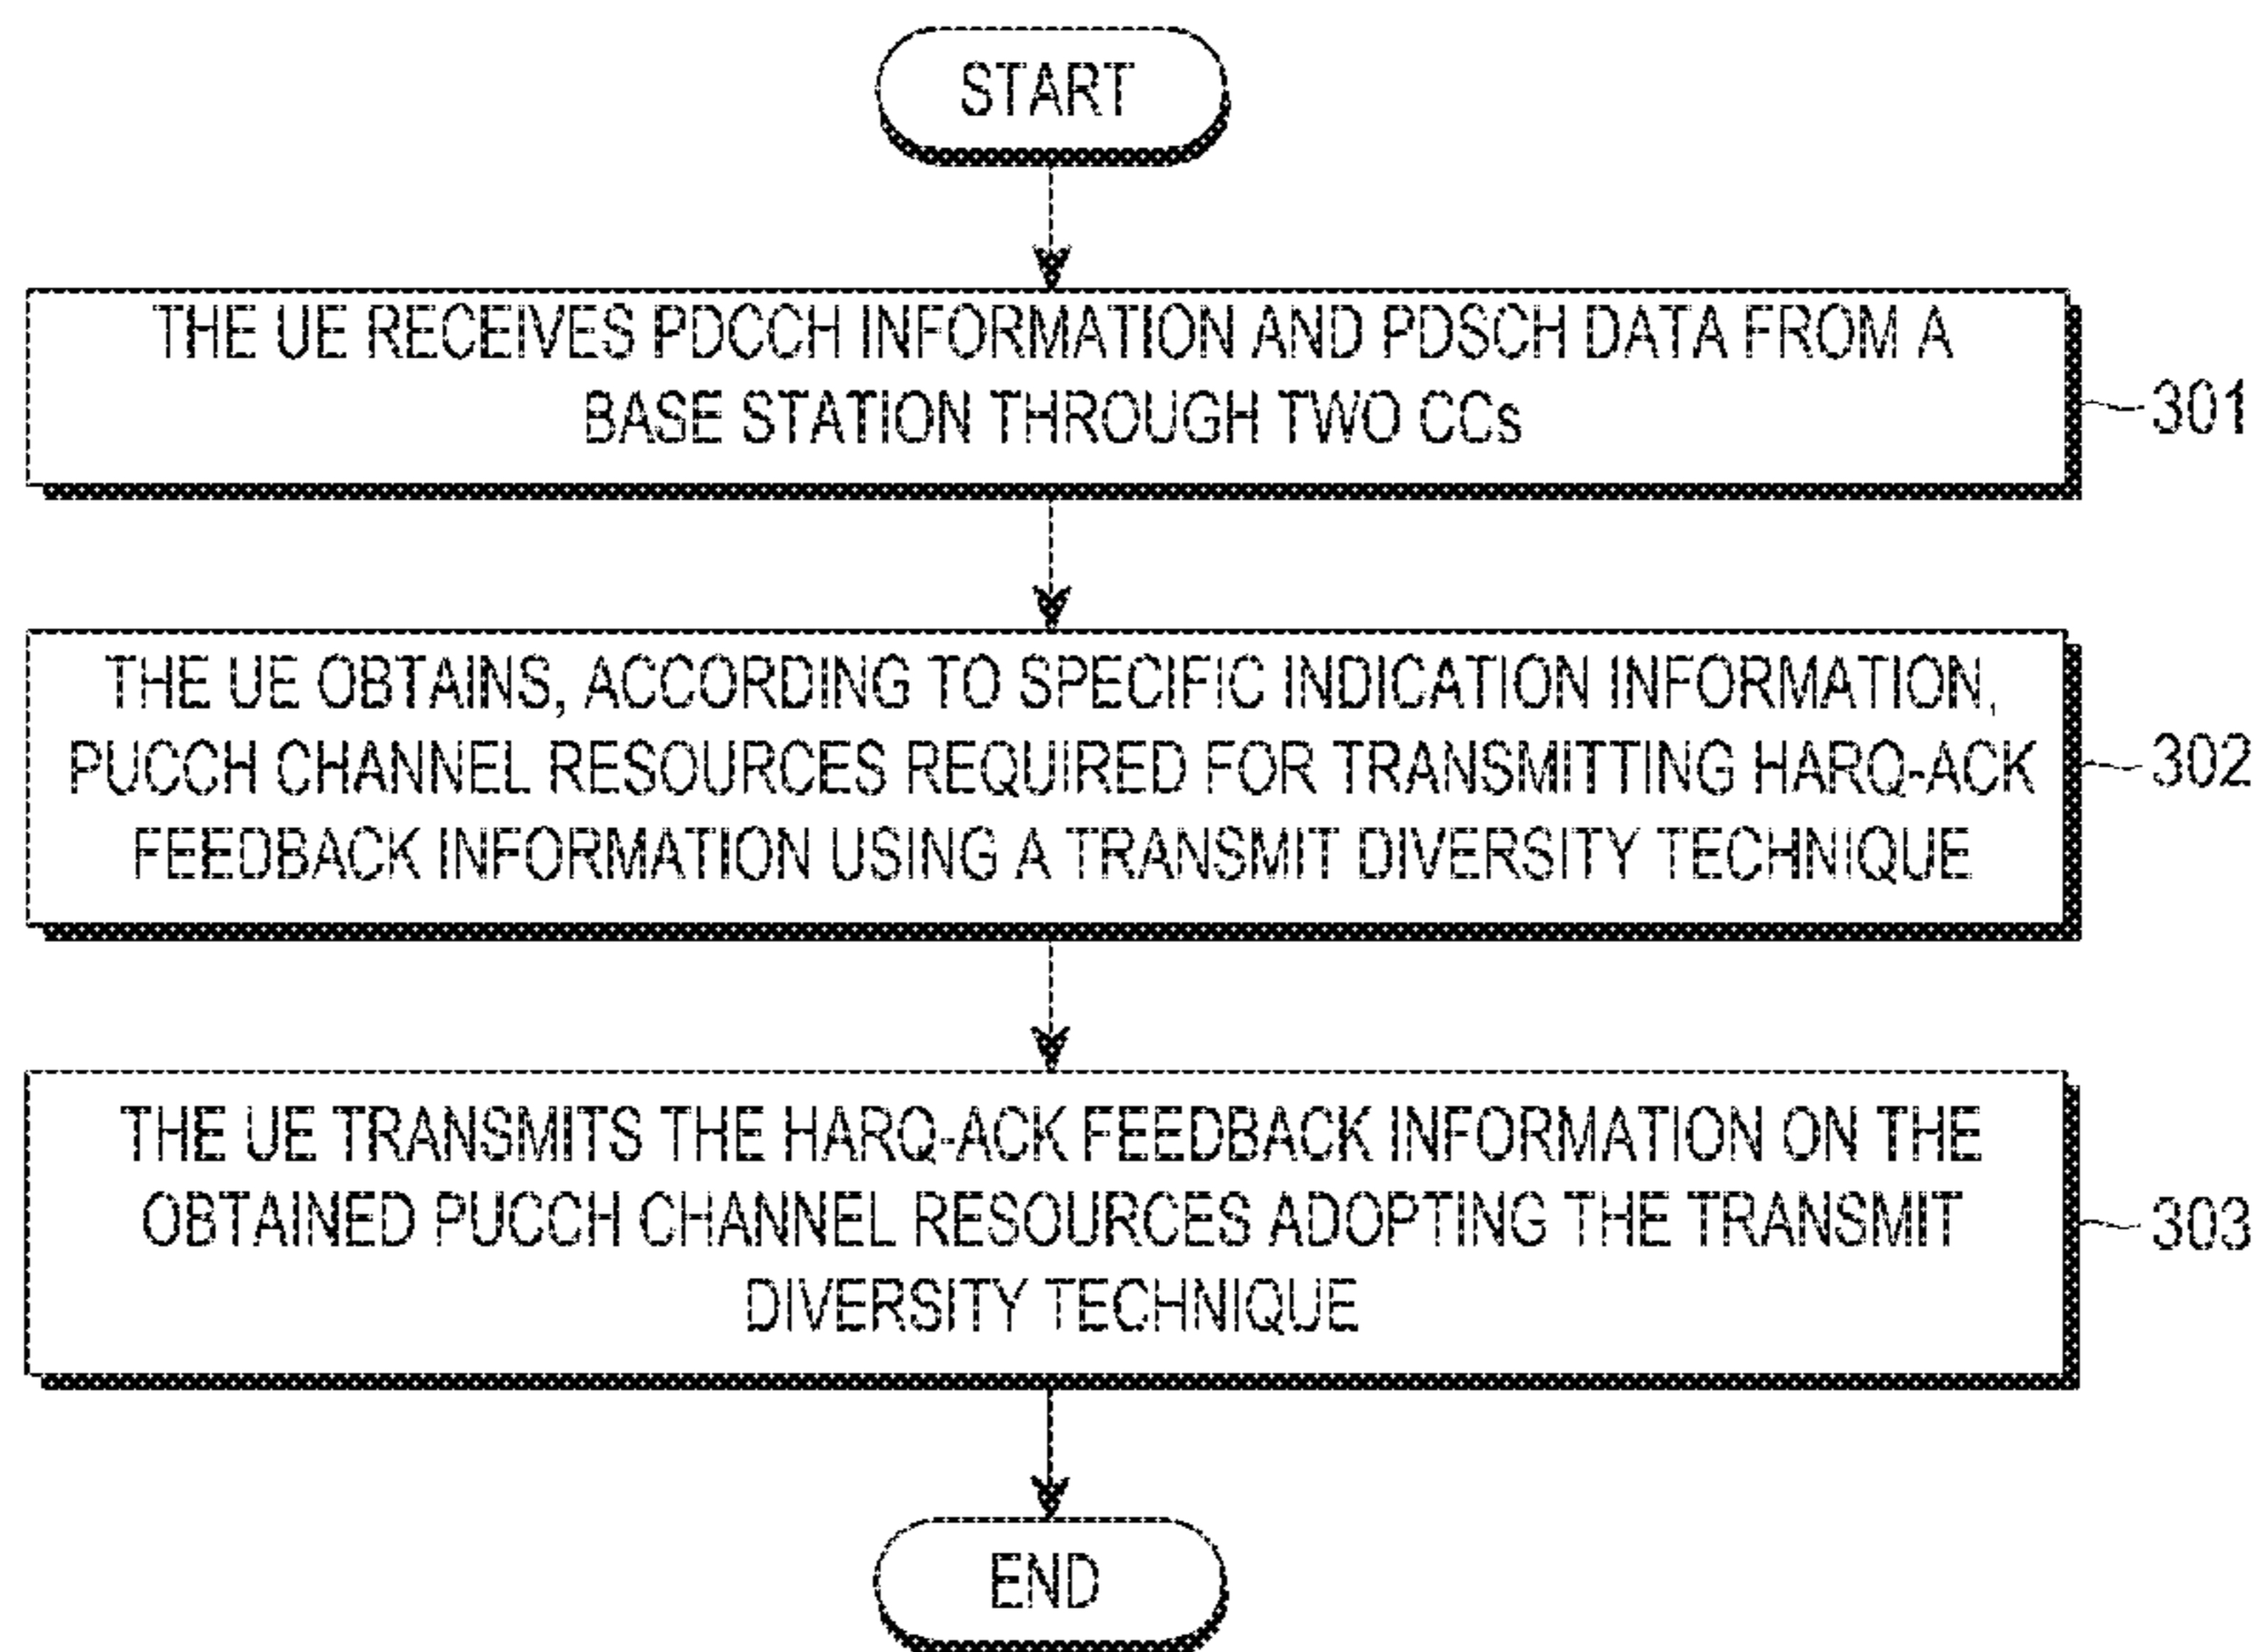 START
THE UE RECEIVES PDCCH INFORMATION AND PDSCH DATA FROM A
BASE STATION THROUGH TWO CCs
301
THE UE OBTAINS, ACCORDING TO SPECIFIC INDICATION INFORMATION,
PUCCH CHANNEL RESOURCES REQUIRED FOR TRANSMITTING HARQ-ACK
FEEDBACK INFORMATION USING A TRANSMIT DIVERSITY TECHNIQUE
302
THE UE TRANSMITS THE HARQ-ACK FEEDBACK INFORMATION ON THE
OBTAINED PUCCH CHANNEL RESOURCES ADOPTING THE TRANSMIT
DIVERSITY TECHNIQUE
303
END